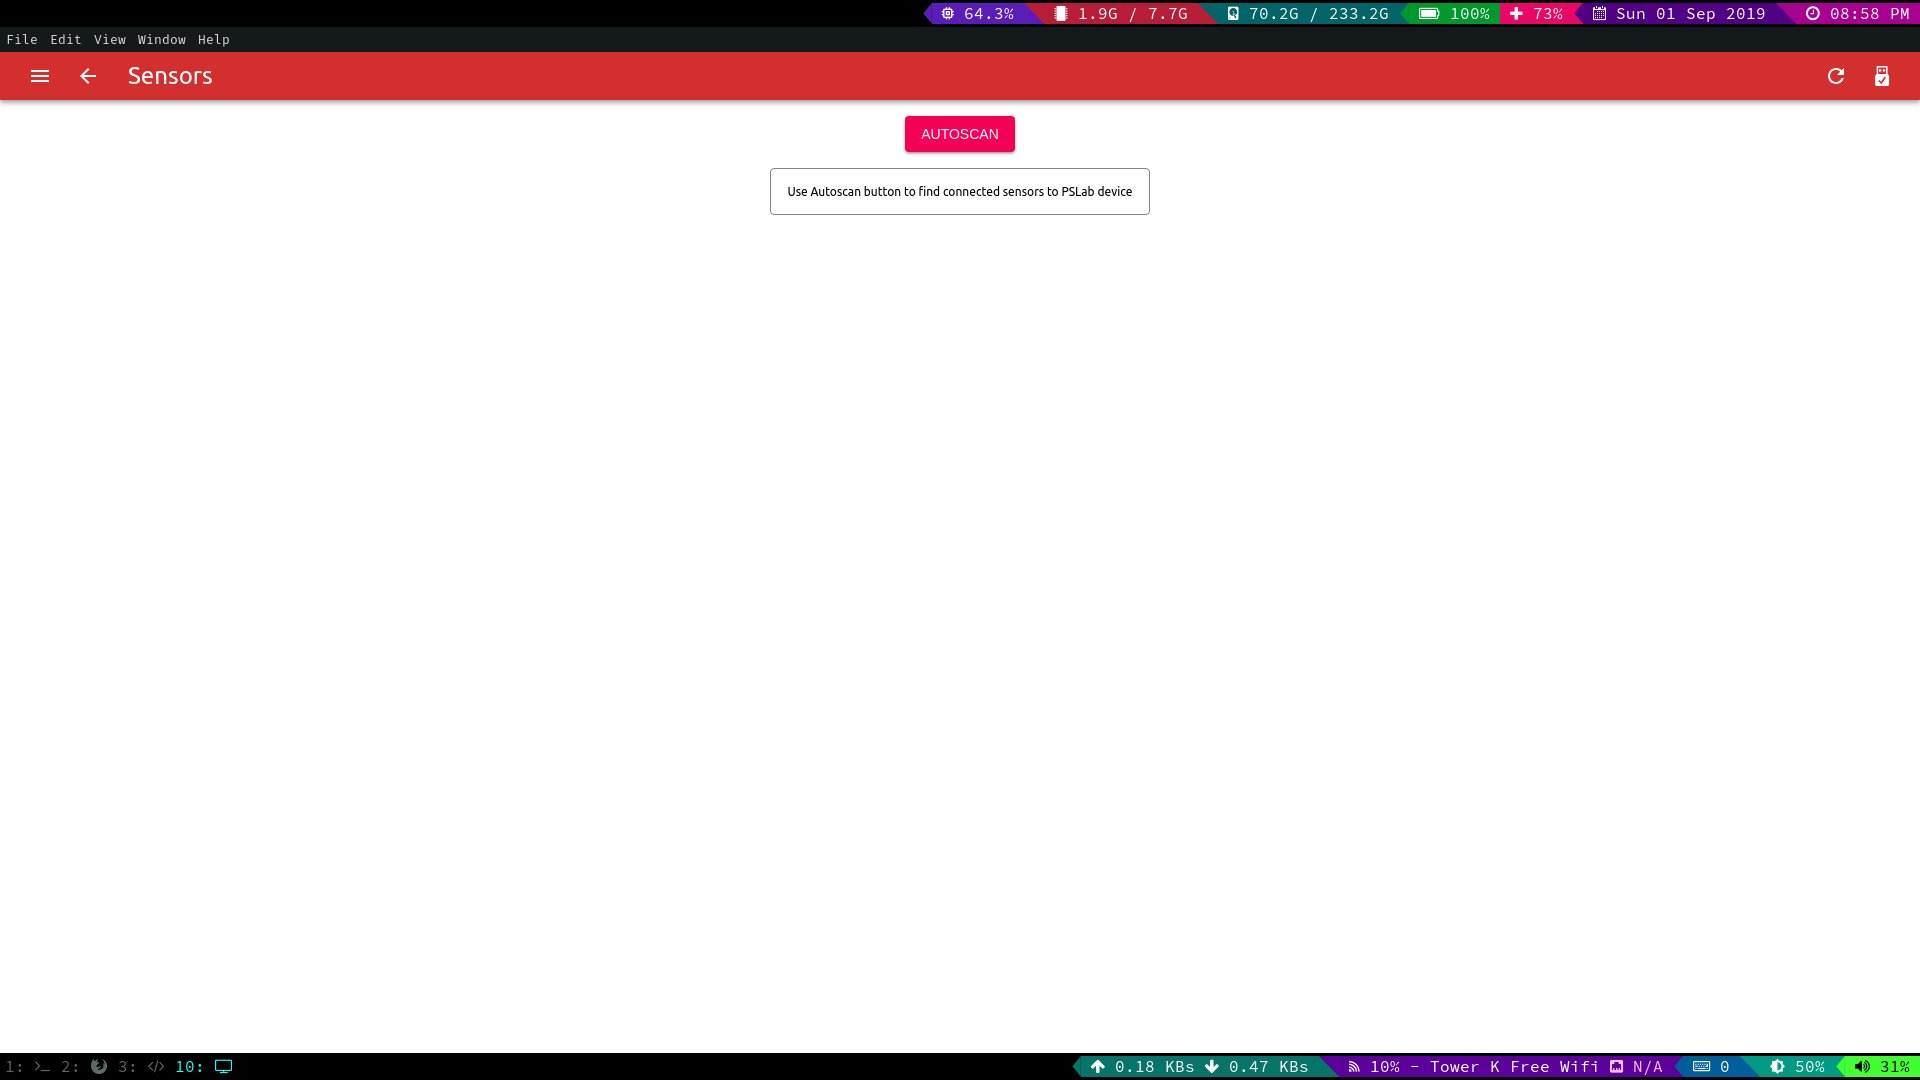 64.3% 1.9G / 7.7G 70.2G / 233.2G 100% 73% Sun 01 Sep 2019 08:58 PM
File Edit View Window Help
Sensors
AUTOSCAN
Use Autoscan button to find connected sensors to PSLab device
1: 2: 3: 10: 0.18 KBs 0.47 KBs 10% - Tower K Free Wifi N/A 0 50% 31%